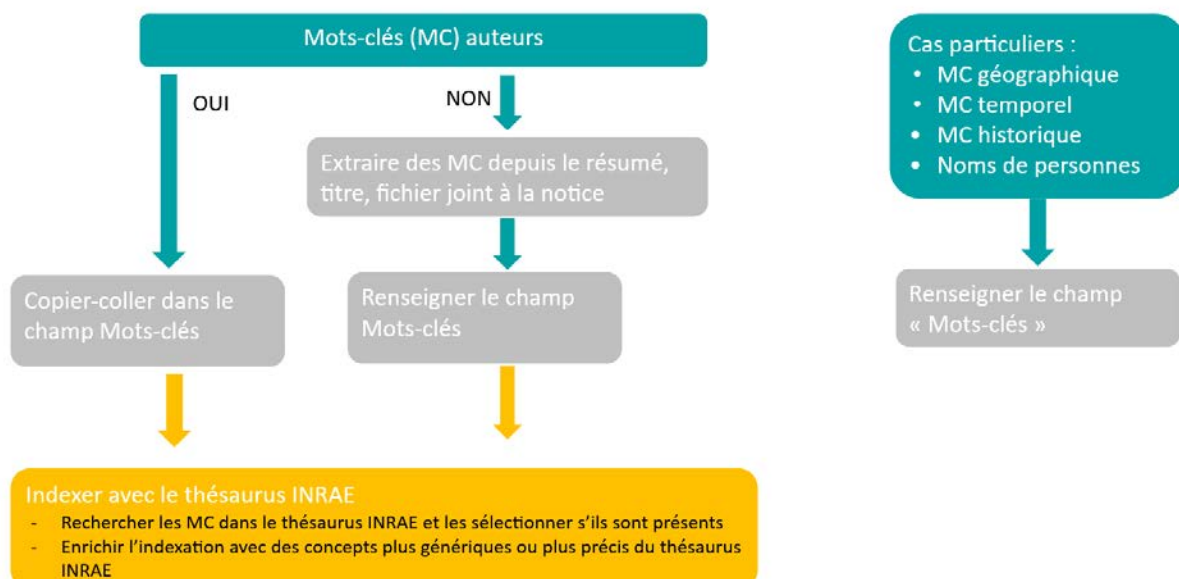 Mots-clés (MC) auteurs
OUI
NON
Extraire des MC depuis le résumé,
titre, fichier joint à la notice
Copier-coller dans le
champ Mots-clés
Renseigner le champ
Mots-clés
Indexer avec le thésaurus INRAE
- Rechercher les MC dans le thésaurus INRAE et les sélectionner s’ils sont présents
- Enrichir l’indexation avec des concepts plus génériques ou plus précis du thésaurus
INRAE
Cas particuliers :
• MC géographique
• MC temporel
• MC historique
• Noms de personnes
Renseigner le champ
« Mots-clés »